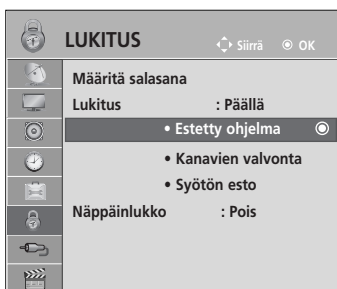 LUKITUS Siirrä OK
Määritä salasana
Lukitus : Päällä
• Estetty ohjelma
• Kanavien valvonta
• Syötön esto
Näppäinlukko : Pois